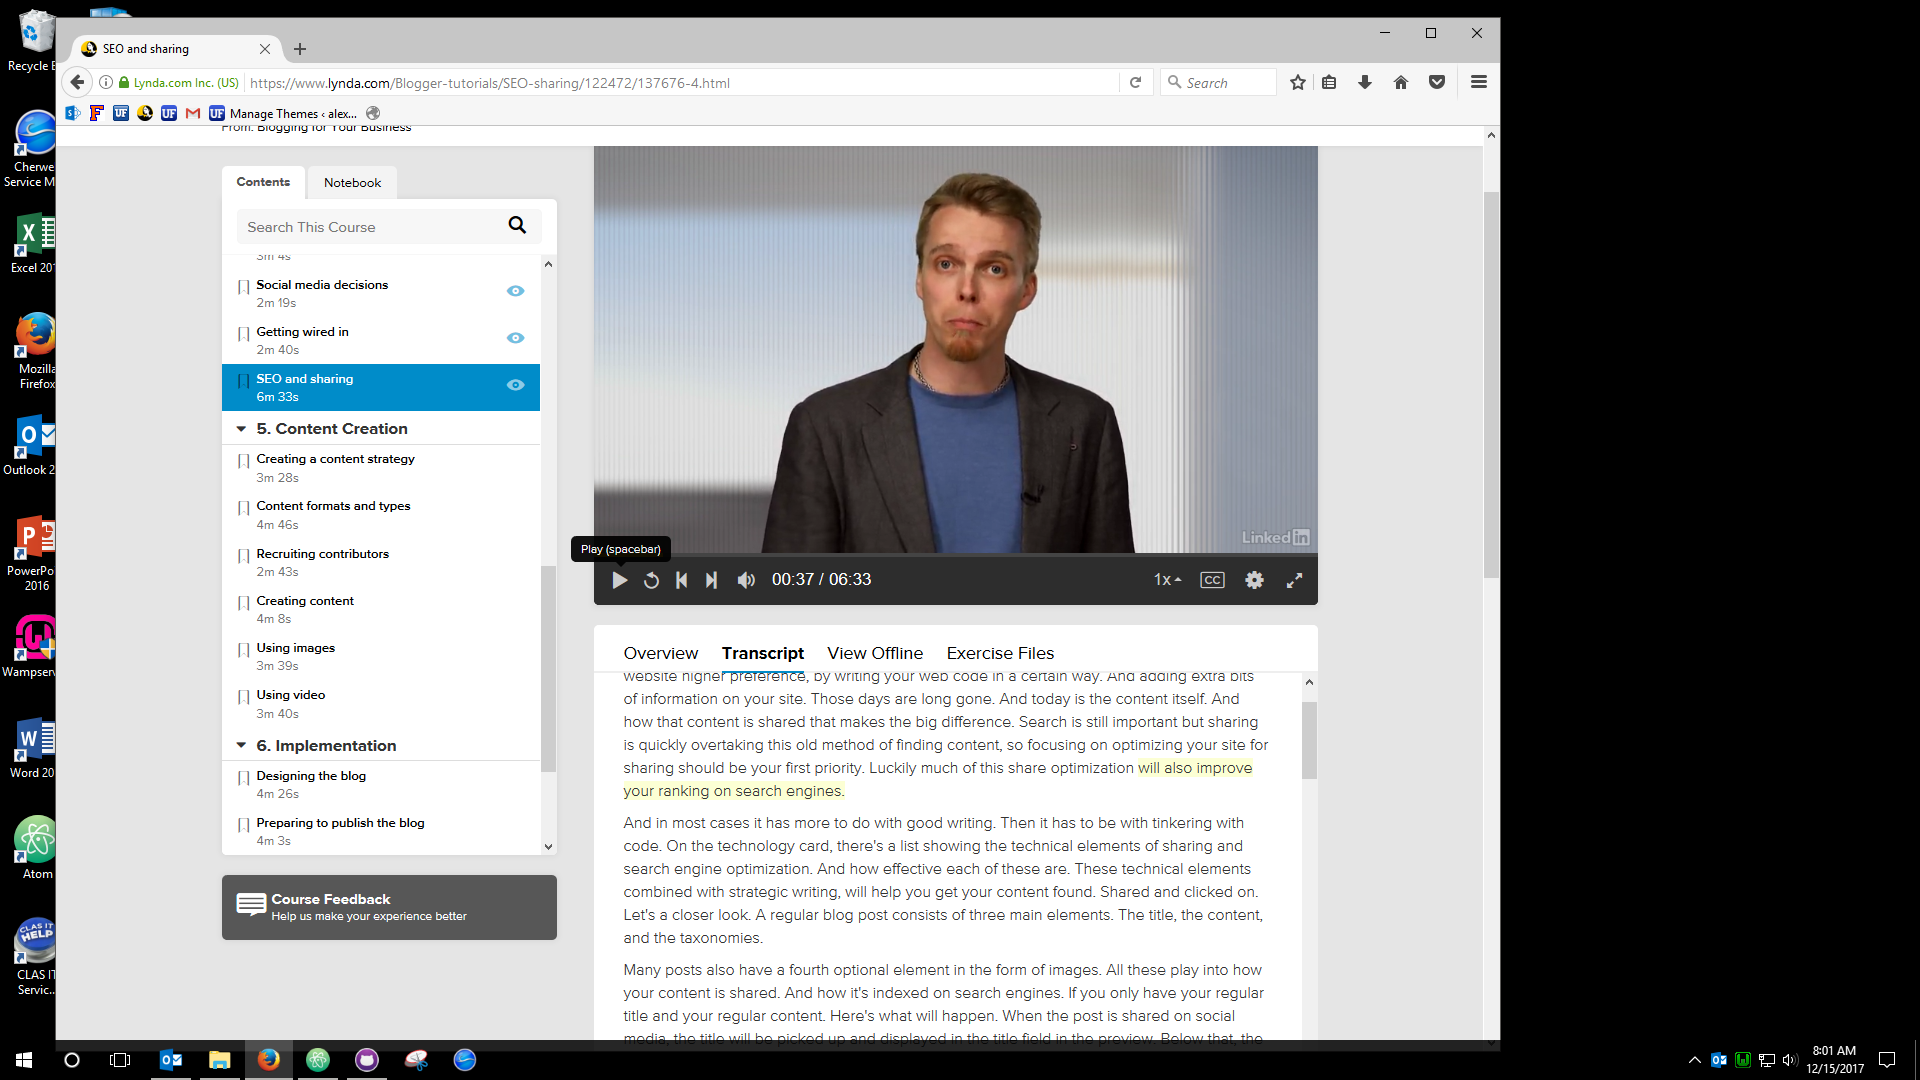 SEO and sharing
Recycle B
Lynda.com Inc. (US)
https://www.lynda.com/Blogger-tutorials/SEO-sharing/122472/137676-4.html
Search
Manage Themes ‹ alex...
From: Blogging for Your Business
Contents
Notebook
Search This Course
3m 4s
Social media decisions
2m 19s
Getting wired in
2m 40s
SEO and sharing
6m 33s
5. Content Creation
Creating a content strategy
3m 28s
Content formats and types
4m 46s
Recruiting contributors
2m 43s
Creating content
4m 8s
Using images
3m 39s
Using video
3m 40s
6. Implementation
Designing the blog
4m 26s
Preparing to publish the blog
4m 3s
Course Feedback
Help us make your experience better
LinkedIn
Play (spacebar)
00:37 / 06:33
1x
CC
Overview
Transcript
View Offline
Exercise Files
website higher preference, by writing your web code in a certain way. And adding extra bits
of information on your site. Those days are long gone. And today is the content itself. And
how that content is shared that makes the big difference. Search is still important but sharing
is quickly overtaking this old method of finding content, so focusing on optimizing your site for
sharing should be your first priority. Luckily much of this share optimization will also improve
your ranking on search engines.
And in most cases it has more to do with good writing. Then it has to be with tinkering with
code. On the technology card, there's a list showing the technical elements of sharing and
search engine optimization. And how effective each of these are. These technical elements
combined with strategic writing, will help you get your content found. Shared and clicked on.
Let's a closer look. A regular blog post consists of three main elements. The title, the content,
and the taxonomies.
Many posts also have a fourth optional element in the form of images. All these play into how
your content is shared. And how it's indexed on search engines. If you only have your regular
title and your regular content. Here's what will happen. When the post is shared on social
media, the title will be picked up and displayed in the title field in the preview. Below that, the
Cherwe
Service M
Excel 201
Mozilla
Firefox
Outlook 2
PowerPo
2016
Wampserv
Word 20
Atom
CLAS IT
HELP
CLAS IT
Servic...
8:01 AM
12/15/2017